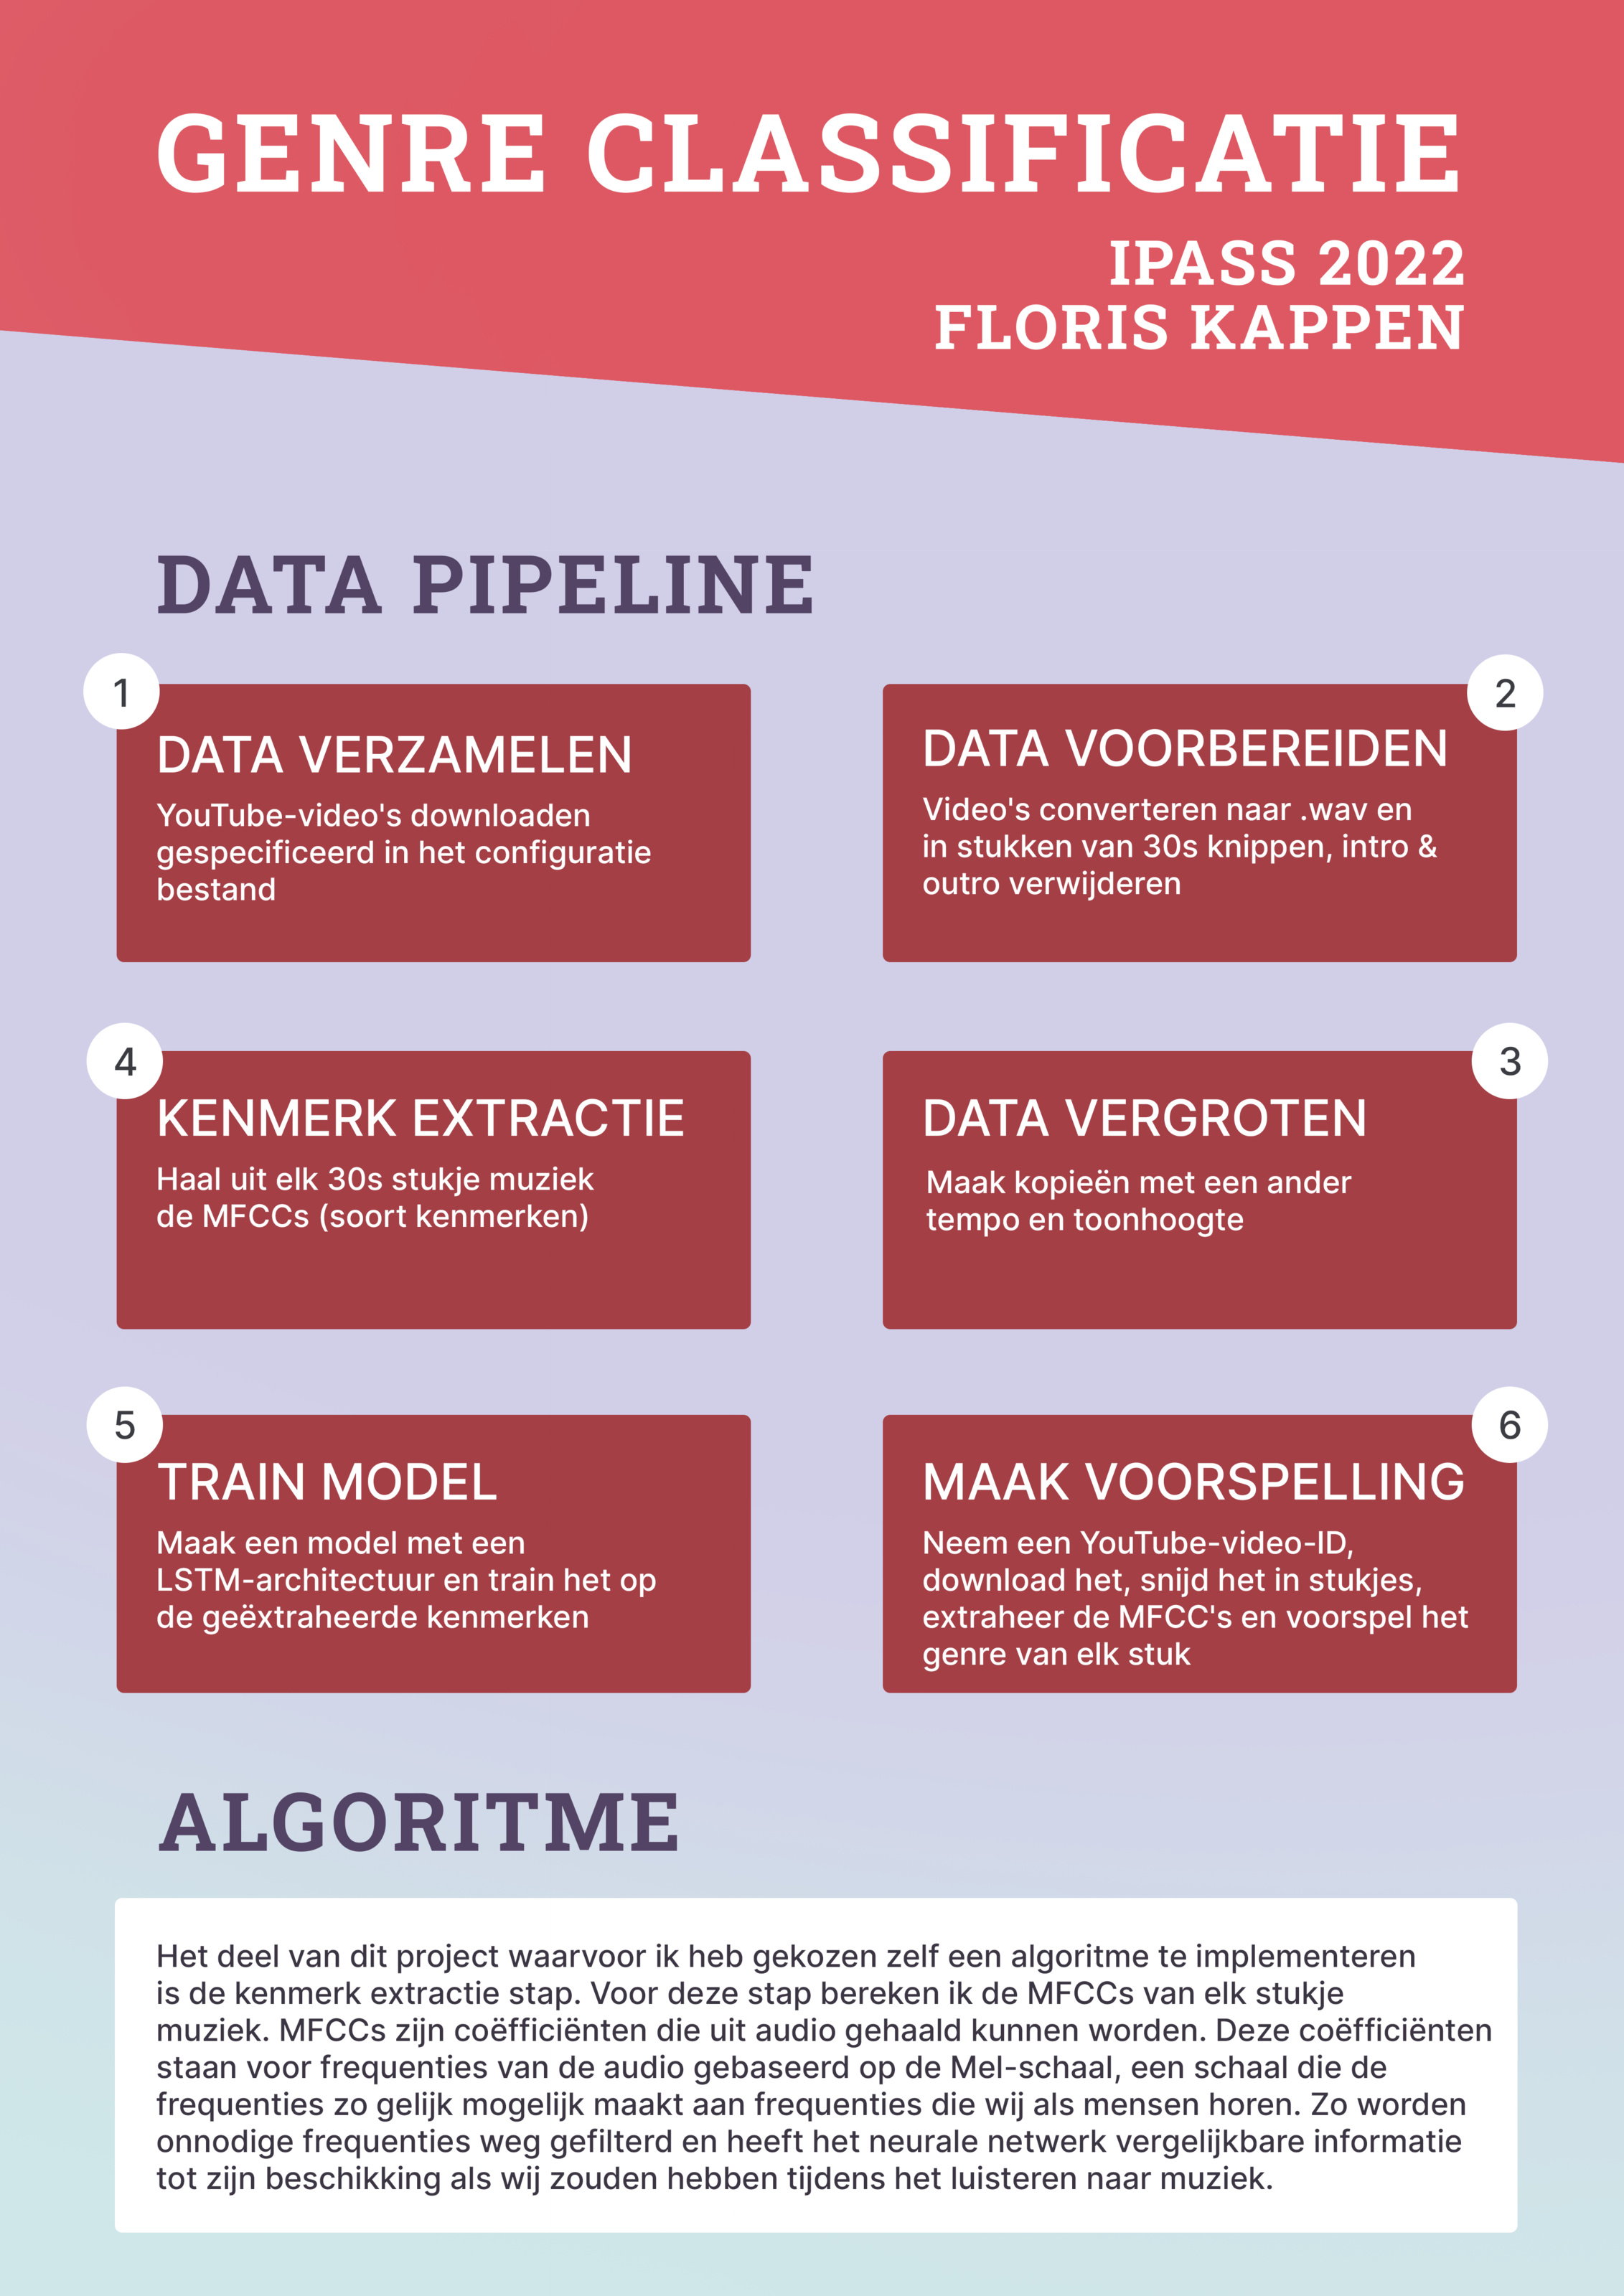 GENRE CLASSIFICATIE
IPASS 2022
FLORIS KAPPEN
DATA PIPELINE
1
DATA VERZAMELEN
YouTube-video's downloaden
gespecificeerd in het configuratie
bestand
2
DATA VOORBEREIDEN
Video's converteren naar .wav en
in stukken van 30s knippen, intro &
outro verwijderen
3
DATA VERGROTEN
Maak kopieën met een ander
tempo en toonhoogte
4
KENMERK EXTRACTIE
Haal uit elk 30s stukje muziek
de MFCCs (soort kenmerken)
5
TRAIN MODEL
Maak een model met een
LSTM-architectuur en train het op
de geëxtraheerde kenmerken
6
MAAK VOORSPELLING
Neem een YouTube-video-ID,
download het, snijd het in stukjes,
extraheer de MFCC's en voorspel het
genre van elk stuk
ALGORITME
Het deel van dit project waarvoor ik heb gekozen zelf een algoritme te implementeren
is de kenmerk extractie stap. Voor deze stap bereken ik de MFCCs van elk stukje
muziek. MFCCs zijn coëfficiënten die uit audio gehaald kunnen worden. Deze coëfficiënten
staan voor frequenties van de audio gebaseerd op de Mel-schaal, een schaal die de
frequenties zo gelijk mogelijk maakt aan frequenties die wij als mensen horen. Zo worden
onnodige frequenties weg gefilterd en heeft het neurale netwerk vergelijkbare informatie
tot zijn beschikking als wij zouden hebben tijdens het luisteren naar muziek.